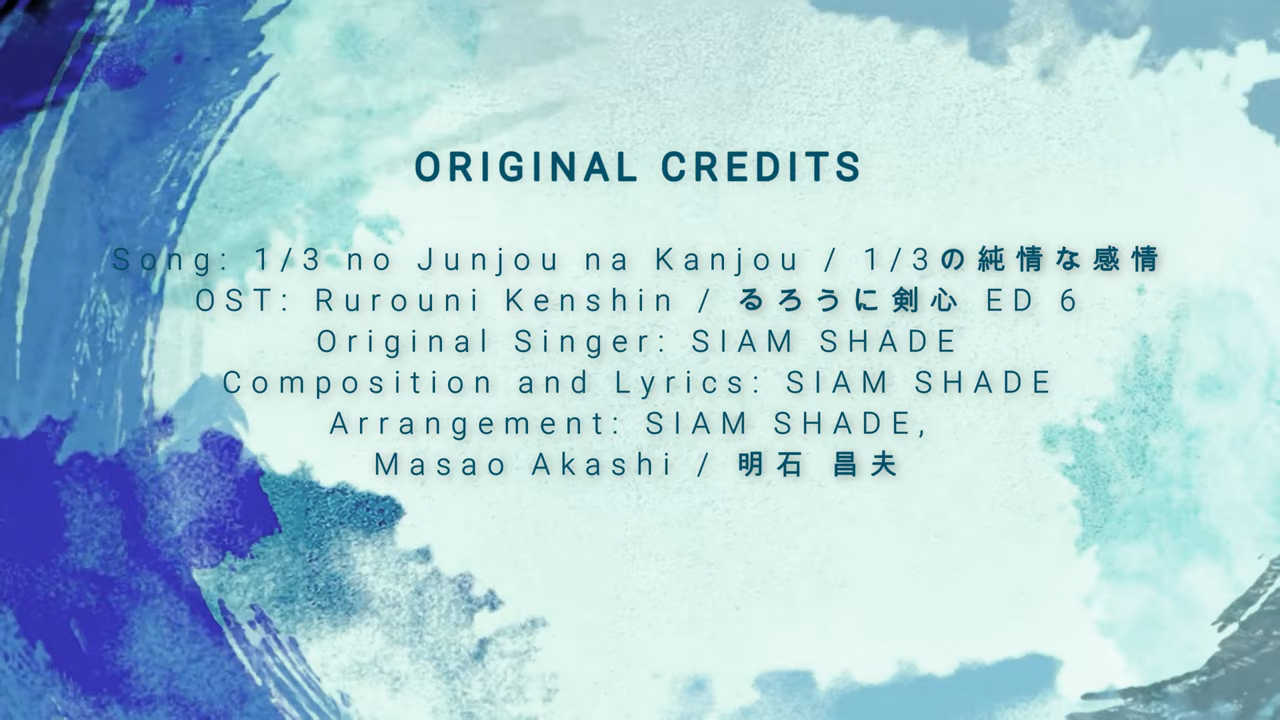 ORIGINAL CREDITS
Song: 1/3 no Junjou na Kanjou / 1/3の純情な感情
OST: Rurouni Kenshin / るろうに剣心 ED 6
Original Singer: SIAM SHADE
Composition and Lyrics: SIAM SHADE
Arrangement: SIAM SHADE,
Masao Akashi / 明石 昌夫